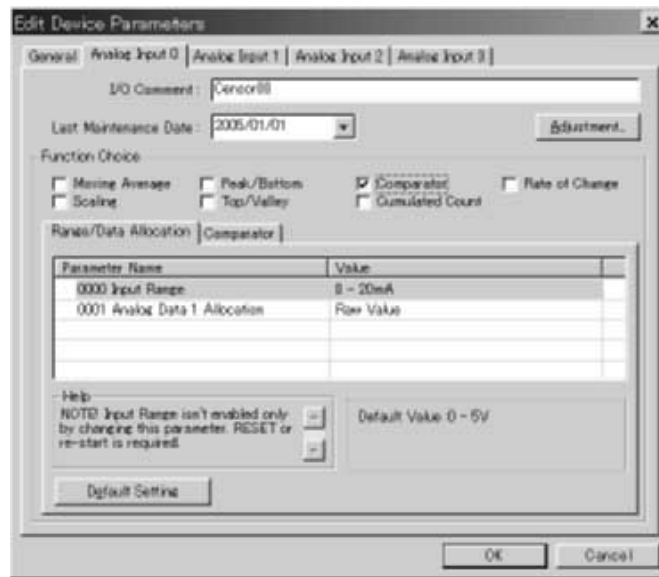 Edit Device Parameters
General Analog Input 0 Analog Input 1 Analog Input 2 Analog Input 3
I/O Comment : Censor00
Last Maintenance Date : 2005/01/01 Adjustment..
Function Choice
Moving Average Peak/Bottom Comparator Rate of Change
Scaling Top/Valley Cumulated Count
Range/Data Allocation Comparator
Parameter Name Value
0000 Input Range 0 - 20mA
0001 Analog Data 1 Allocation Raw Value
Help
NOTE! Input Range isn't enabled only
by changing this parameter. RESET or
re-start is required.
Default Value: 0 - 5V
Default Setting
OK Cancel